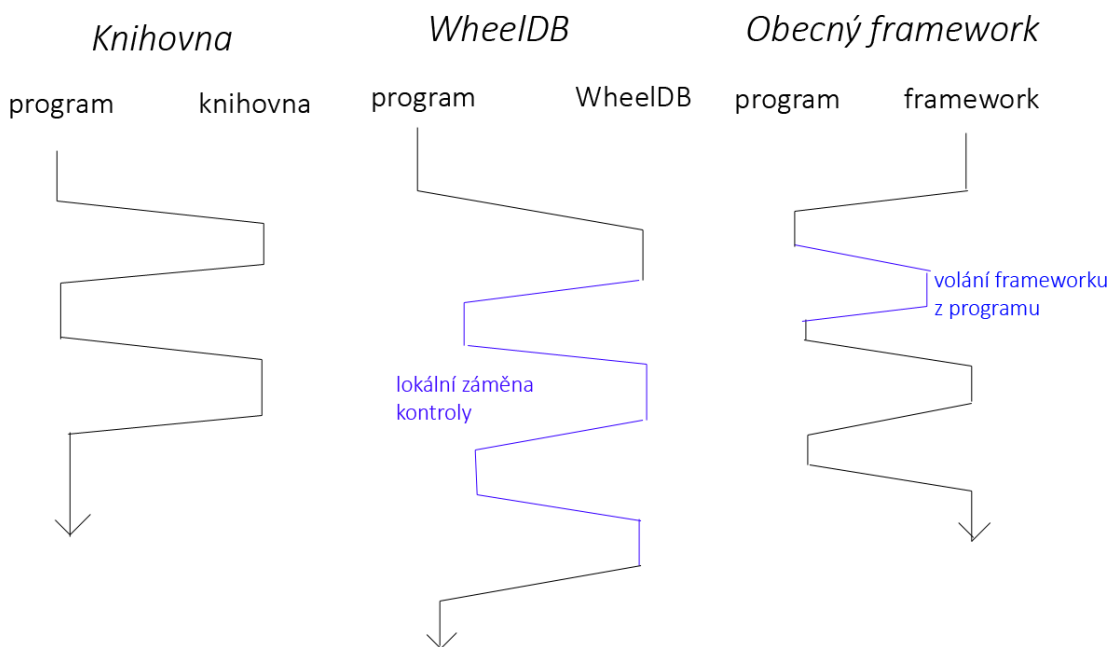 Knihovna
WheelDB
Obecný framework
program
knihovna
program
WheelDB
program
framework
volání frameworku
z programu
lokální záměna
kontroly